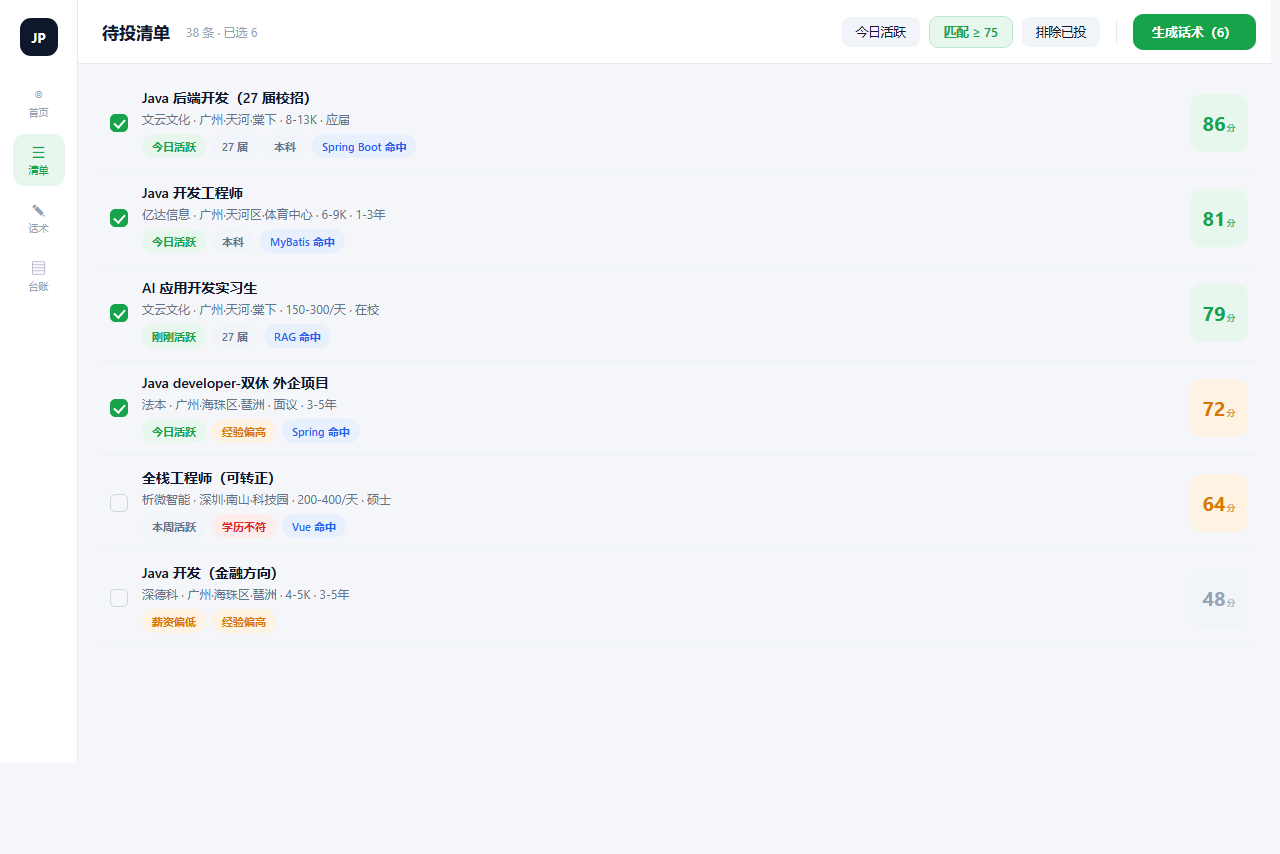 JP
首页
清单
话术
台账
待投清单 38 条 · 已选 6 今日活跃 匹配 ≥ 75 排除已投 生成话术（6）
Java 后端开发（27 届校招）
文云文化 · 广州·天河·棠下 · 8-13K · 应届
今日活跃 27 届 本科 Spring Boot 命中
86分
Java 开发工程师
亿达信息 · 广州·天河区·体育中心 · 6-9K · 1-3年
今日活跃 本科 MyBatis 命中
81分
AI 应用开发实习生
文云文化 · 广州·天河·棠下 · 150-300/天 · 在校
刚刚活跃 27 届 RAG 命中
79分
Java developer-双休 外企项目
法本 · 广州·海珠区·琶洲 · 面议 · 3-5年
今日活跃 经验偏高 Spring 命中
72分
全栈工程师（可转正）
析微智能 · 深圳·南山·科技园 · 200-400/天 · 硕士
本周活跃 学历不符 Vue 命中
64分
Java 开发（金融方向）
深德科 · 广州·海珠区·琶洲 · 4-5K · 3-5年
薪资偏低 经验偏高
48分